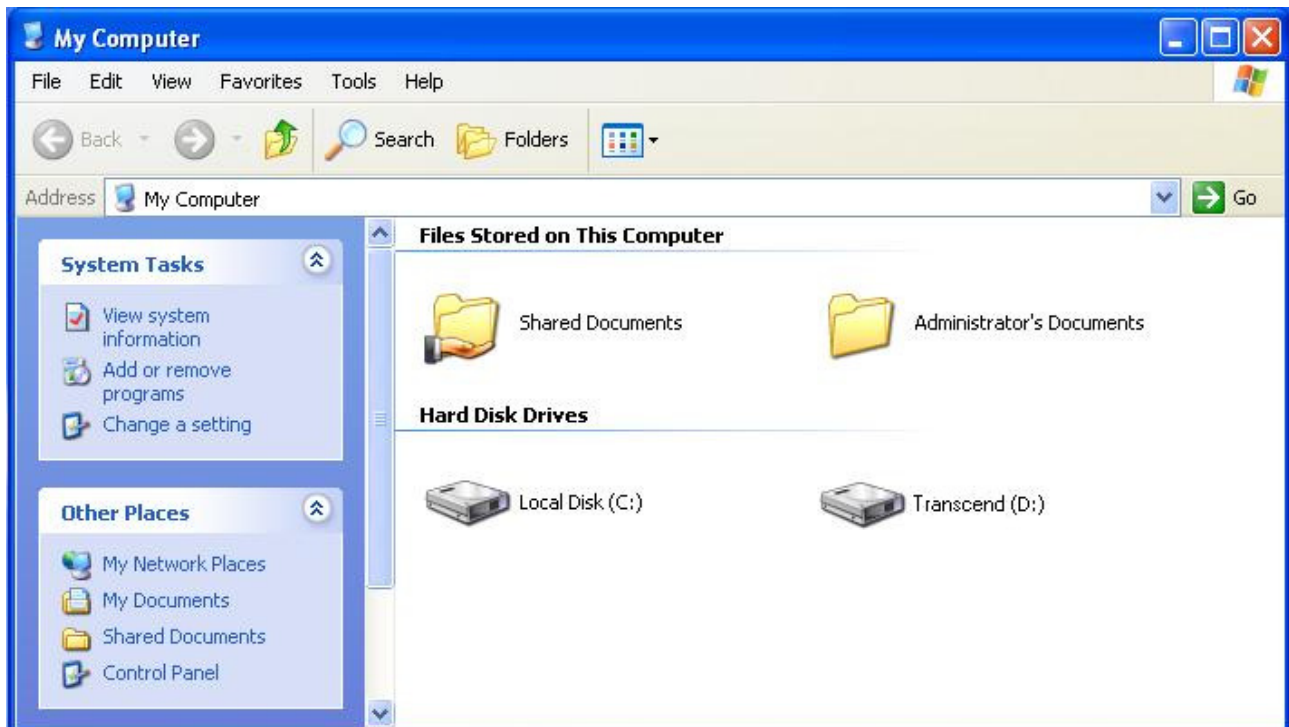 My Computer
File Edit View Favorites Tools Help
Back Search Folders
Address My Computer Go
System Tasks
View system
information
Add or remove
programs
Change a setting
Other Places
My Network Places
My Documents
Shared Documents
Control Panel
Files Stored on This Computer
Shared Documents Administrator's Documents
Hard Disk Drives
Local Disk (C:) Transcend (D:)